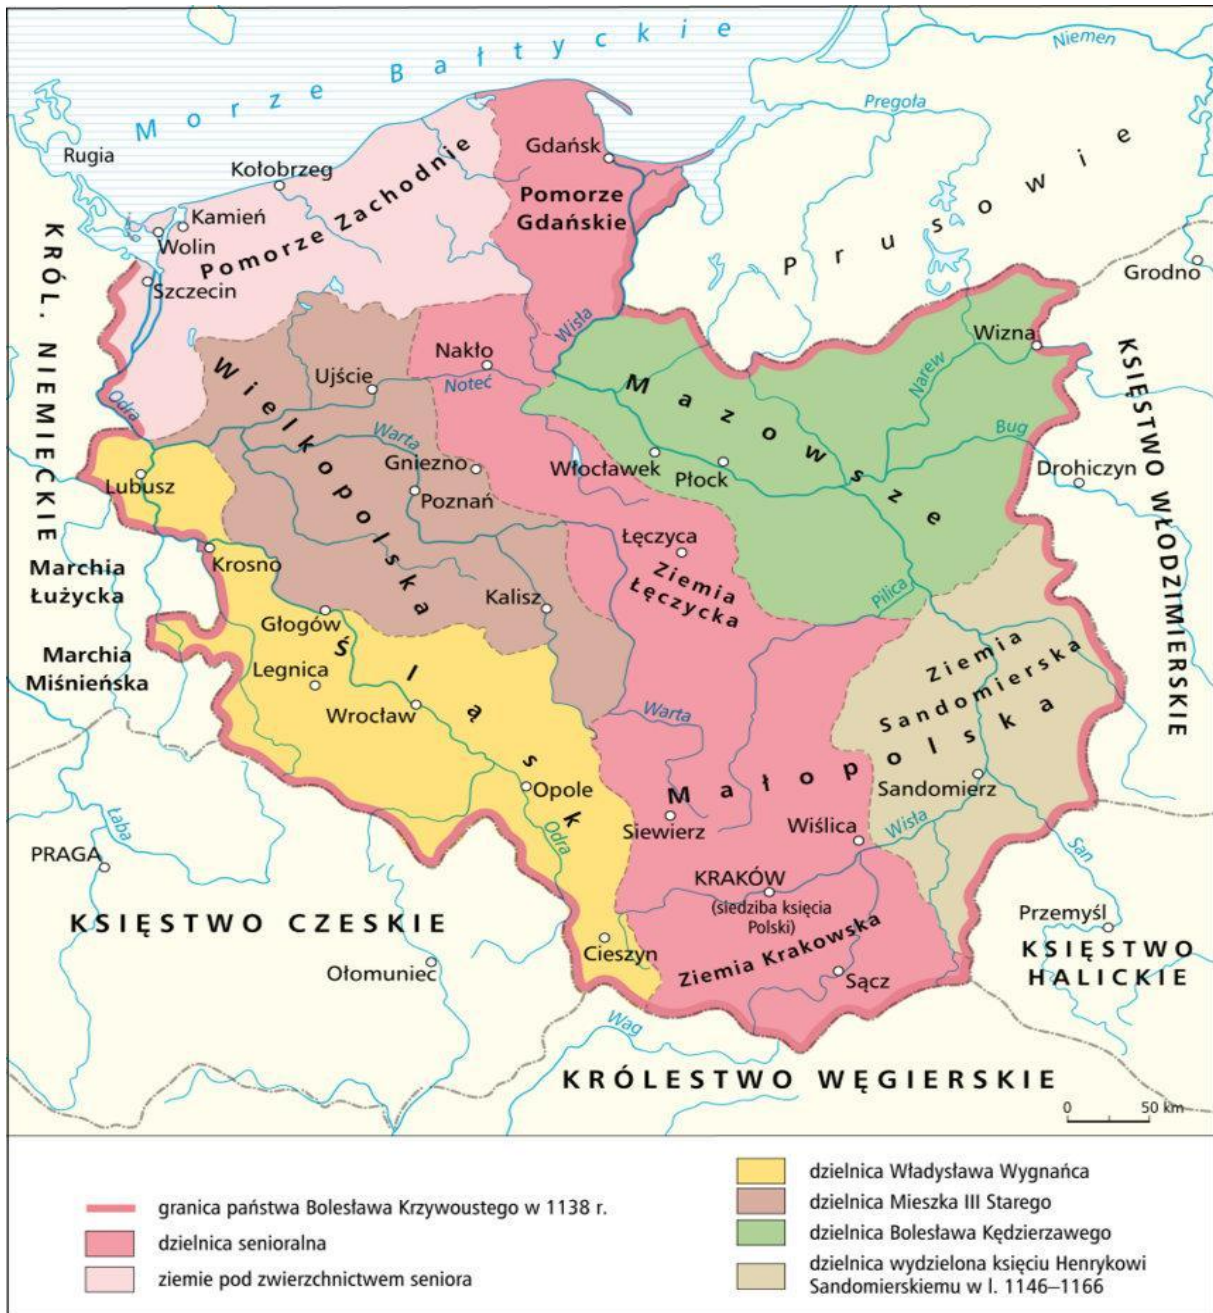 Morze Bałtyckie
Niemen
Pregoła
Rugia
Gdańsk
Kołobrzeg
Pomorze Zachodnie
Pomorze
Gdańskie
Prusowie
Kamień
Wolin
Szczecin
Grodno
KRÓL. NIEMIECKIE
Wisła
Wizna
Nakło
Ujście
Noteć
Narew
Mazowsze
KSIĘSTWO WŁODZIMIERSKIE
Odra
Wielkopolska
Warta
Bug
Gniezno
Włocławek
Płock
Drohiczyn
Lubusz
Poznań
Łęczyca
Krosno
Ziemia
Łęczycka
Pilica
Marchia
Łużycka
Kalisz
Głogów
Śląsk
Ziemia
Sandomierska
Marchia
Miśnieńska
Legnica
Wrocław
Warta
Małopolska
Opole
Sandomierz
Łaba
Odra
Siewierz
Wiślica
Wisła
San
PRAGA
KRAKÓW
(siedziba księcia
Polski)
Przemyśl
KSIĘSTWO CZESKIE
Cieszyn
Ziemia Krakowska
KSIĘSTWO
HALICKIE
Ołomuniec
Sącz
Wag
KRÓLESTWO WĘGIERSKIE
0 50 km
granica państwa Bolesława Krzywoustego w 1138 r.
dzielnica senioralna
ziemie pod zwierzchnictwem seniora
dzielnica Władysława Wygnańca
dzielnica Mieszka III Starego
dzielnica Bolesława Kędzierzawego
dzielnica wydzielona księciu Henrykowi
Sandomierskiemu w l. 1146–1166